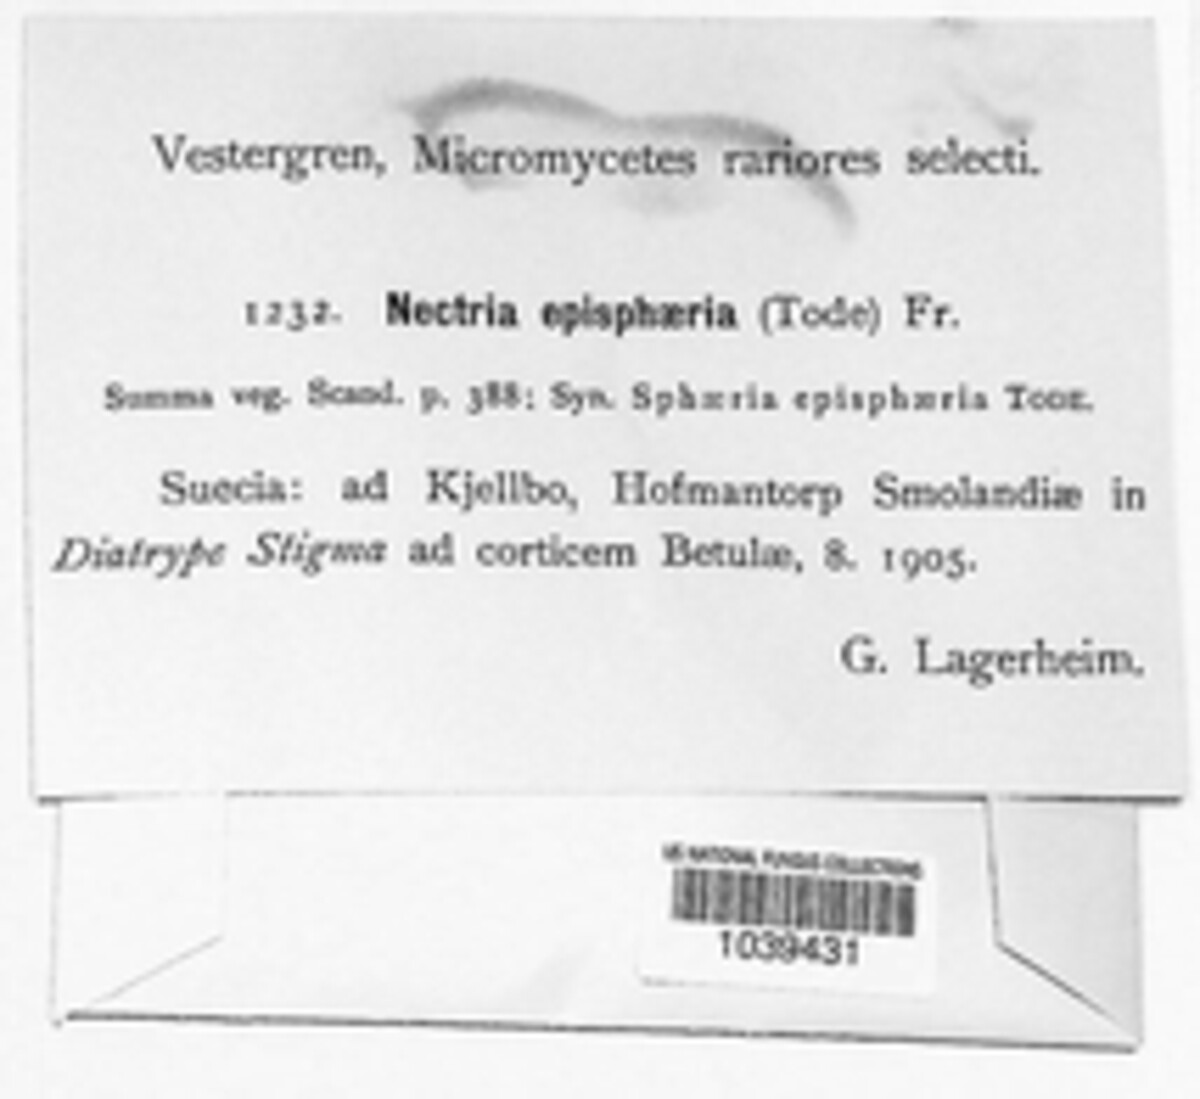 Vestergren, Micromycetes rariores selecti.
1232. Nectria episphæria (Tode) Fr.
Summa veg. Scand. p. 388; Syn. Sphæria episphæria TODE.
Suecia: ad Kjellbo, Hofmantorp Smolandiæ in
Diatrype Stigma ad corticem Betulæ, 8. 1905.
G. Lagerheim.
US NATIONAL FUNGUS COLLECTIONS
1039431